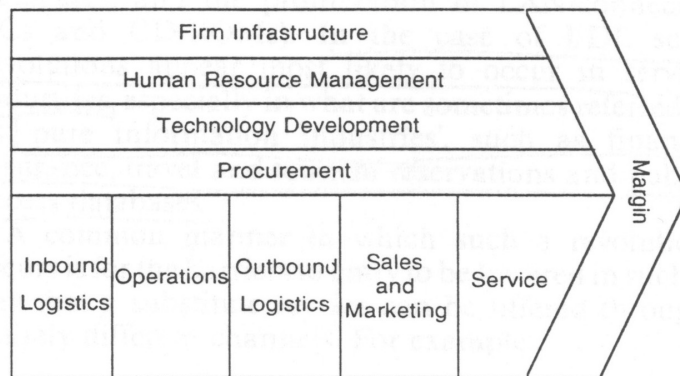 Firm Infrastructure
Human Resource Management
Technology Development
Procurement
Inbound
Logistics
Operations
Outbound
Logistics
Sales
and
Marketing
Service
Margin